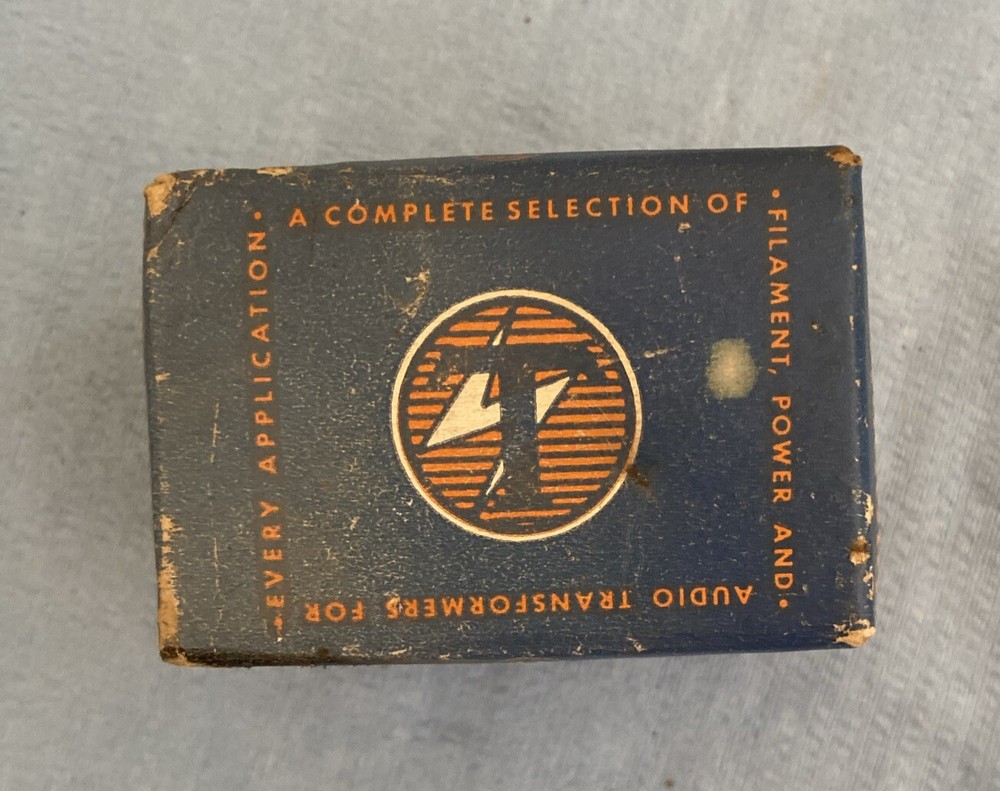 A COMPLETE SELECTION OF
• FILAMENT, POWER AND •
AUDIO TRANSFORMERS FOR
• EVERY APPLICATION •
T